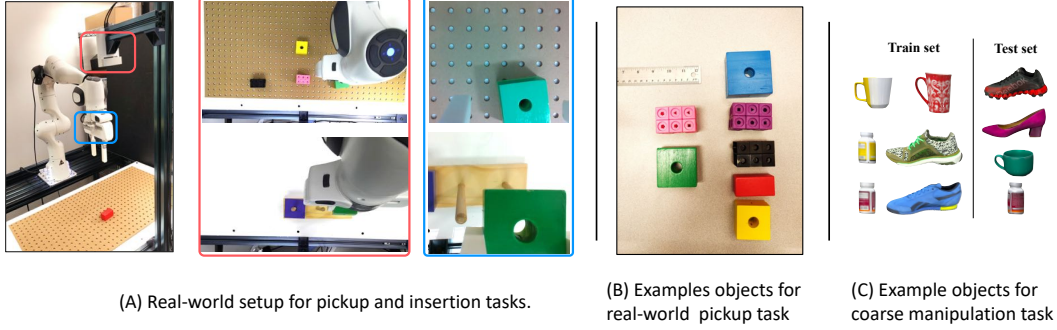 Train set
Test set
(A) Real-world setup for pickup and insertion tasks.
(B) Examples objects for
real-world pickup task
(C) Example objects for
coarse manipulation task